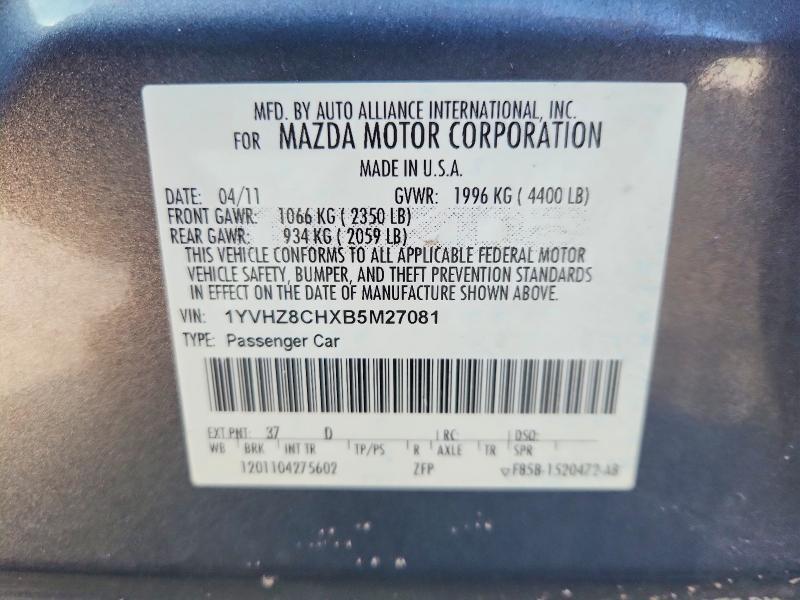 MFD. BY AUTO ALLIANCE INTERNATIONAL, INC.
FOR MAZDA MOTOR CORPORATION
MADE IN U.S.A.
DATE: 04/11 GVWR: 1996 KG ( 4400 LB)
FRONT GAWR: 1066 KG ( 2350 LB)
REAR GAWR: 934 KG ( 2059 LB)
THIS VEHICLE CONFORMS TO ALL APPLICABLE FEDERAL MOTOR
VEHICLE SAFETY, BUMPER, AND THEFT PREVENTION STANDARDS
IN EFFECT ON THE DATE OF MANUFACTURE SHOWN ABOVE.
VIN: 1YVHZ8CHXB5M27081
TYPE: Passenger Car
EXT PNT: 37 D RC: DSO:
WB BRK INT TR TP/PS R AXLE TR SPR
1201104275602 ZFP F85B-1520472-AB